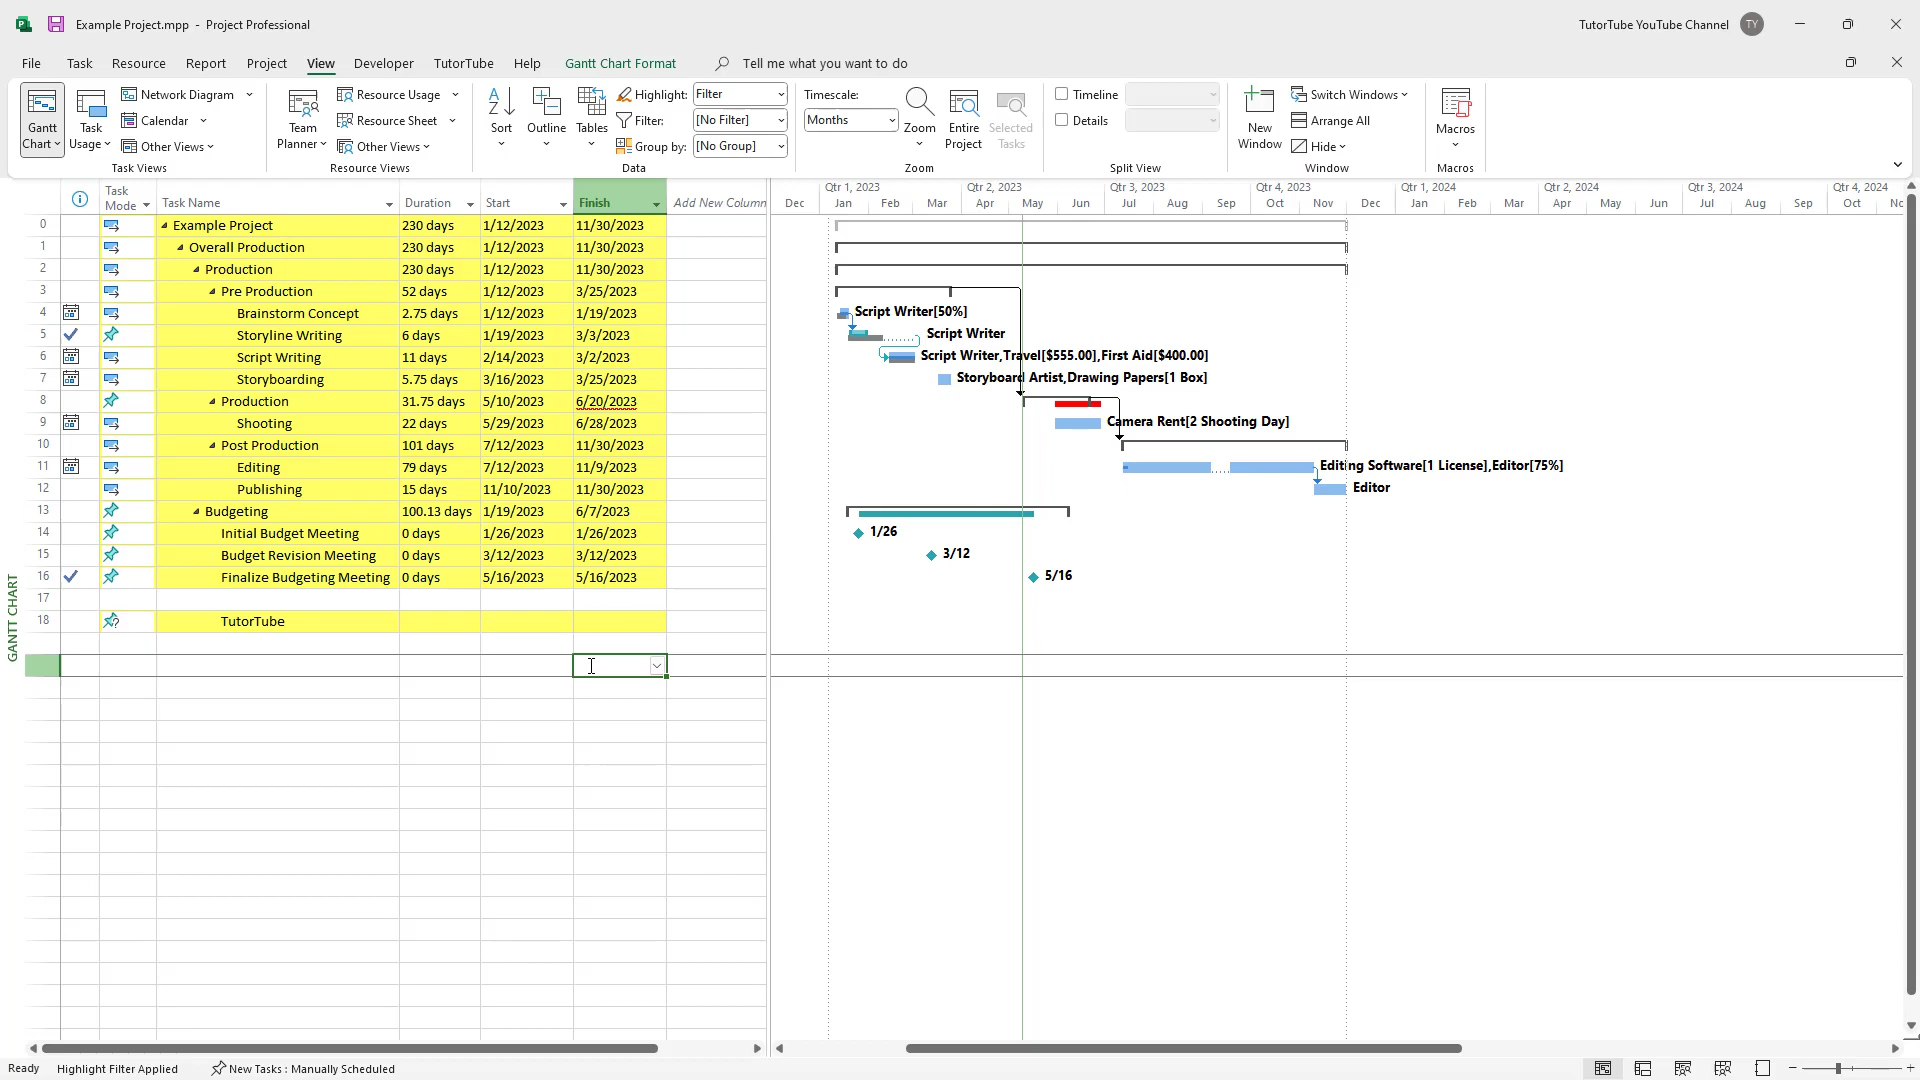 Example Project.mpp - Project Professional
TutorTube YouTube Channel TY
File Task Resource Report Project View Developer TutorTube Help Gantt Chart Format Tell me what you want to do
Gantt Chart
Task Usage
Network Diagram
Calendar
Other Views
Task Views
Team Planner
Resource Usage
Resource Sheet
Other Views
Resource Views
Sort
Outline
Tables
Highlight: Filter
Filter: [No Filter]
Group by: [No Group]
Data
Timescale:
Months
Zoom
Entire Project
Selected Tasks
Zoom
Timeline
Details
Split View
New Window
Switch Windows
Arrange All
Hide
Window
Macros
Macros
Task Mode Task Name Duration Start Finish Add New Column
0 Example Project 230 days 1/12/2023 11/30/2023
1 Overall Production 230 days 1/12/2023 11/30/2023
2 Production 230 days 1/12/2023 11/30/2023
3 Pre Production 52 days 1/12/2023 3/25/2023
4 Brainstorm Concept 2.75 days 1/12/2023 1/19/2023
5 Storyline Writing 6 days 1/19/2023 3/3/2023
6 Script Writing 11 days 2/14/2023 3/2/2023
7 Storyboarding 5.75 days 3/16/2023 3/25/2023
8 Production 31.75 days 5/10/2023 6/20/2023
9 Shooting 22 days 5/29/2023 6/28/2023
10 Post Production 101 days 7/12/2023 11/30/2023
11 Editing 79 days 7/12/2023 11/9/2023
12 Publishing 15 days 11/10/2023 11/30/2023
13 Budgeting 100.13 days 1/19/2023 6/7/2023
14 Initial Budget Meeting 0 days 1/26/2023 1/26/2023
15 Budget Revision Meeting 0 days 3/12/2023 3/12/2023
16 Finalize Budgeting Meeting 0 days 5/16/2023 5/16/2023
17
18 TutorTube
GANTT CHART
Qtr 1, 2023 Qtr 2, 2023 Qtr 3, 2023 Qtr 4, 2023 Qtr 1, 2024 Qtr 2, 2024 Qtr 3, 2024 Qtr 4, 2024
Dec Jan Feb Mar Apr May Jun Jul Aug Sep Oct Nov Dec Jan Feb Mar Apr May Jun Jul Aug Sep Oct
Script Writer[50%]
Script Writer
Script Writer,Travel[$555.00],First Aid[$400.00]
Storyboard Artist,Drawing Papers[1 Box]
Camera Rent[2 Shooting Day]
Editing Software[1 License],Editor[75%]
Editor
1/26
3/12
5/16
Ready Highlight Filter Applied New Tasks : Manually Scheduled